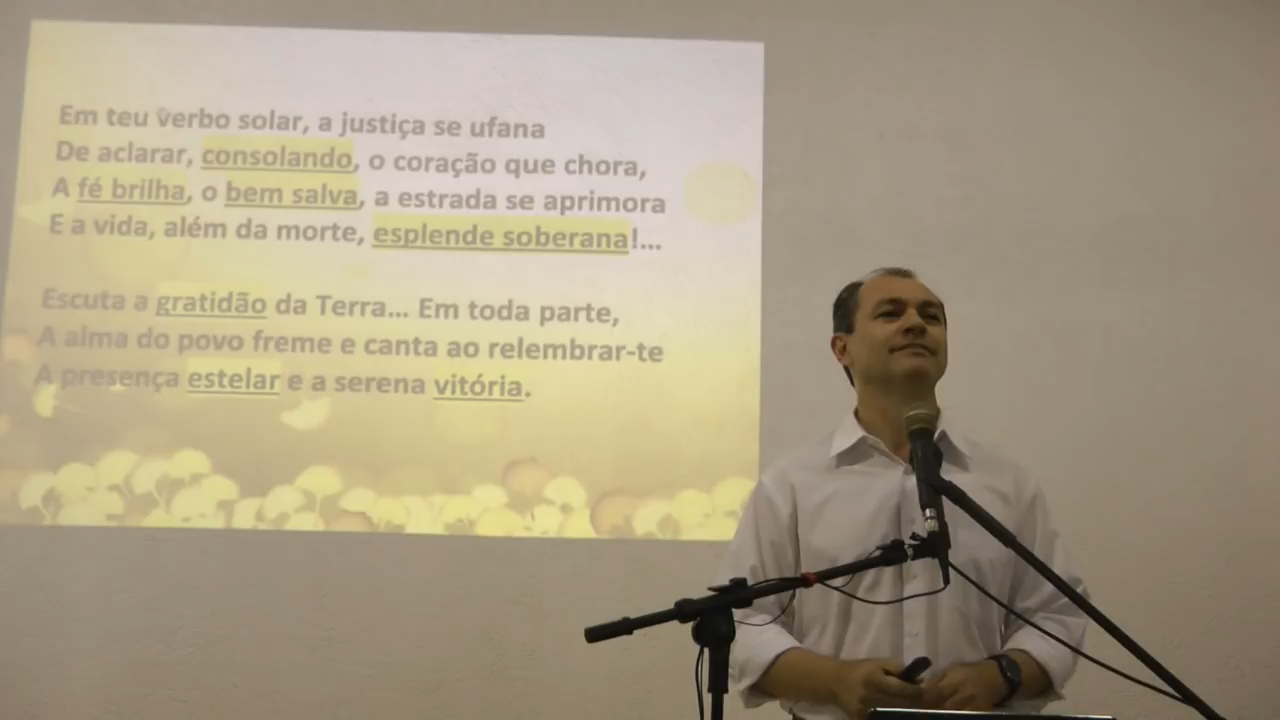 Em teu verbo solar, a justiça se ufana
De aclarar, consolando, o coração que chora,
A fé brilha, o bem salva, a estrada se aprimora
E a vida, além da morte, esplende soberana!...
Escuta a gratidão da Terra... Em toda parte,
A alma do povo freme e canta ao relembrar-te
A presença estelar e a serena vitória.